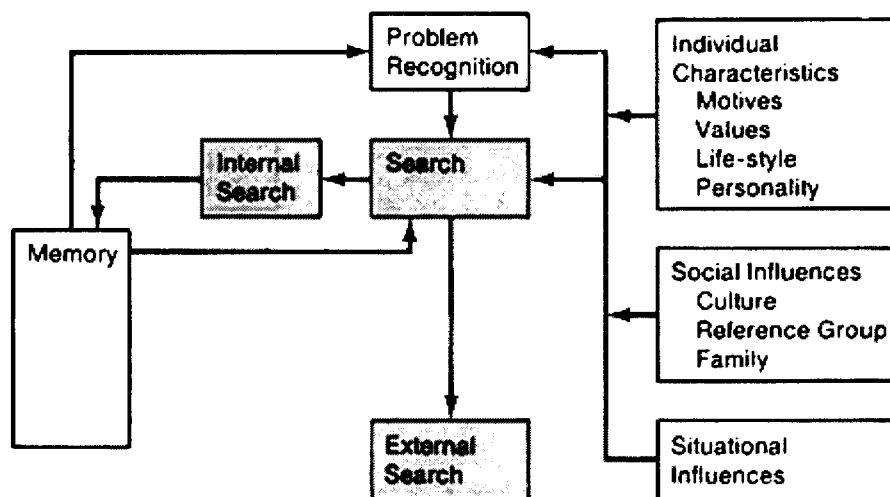 Problem
Recognition
Individual
Characteristics
Motives
Values
Life-style
Personality
Internal
Search
Search
Memory
Social Influences
Culture
Reference Group
Family
External
Search
Situational
Influences